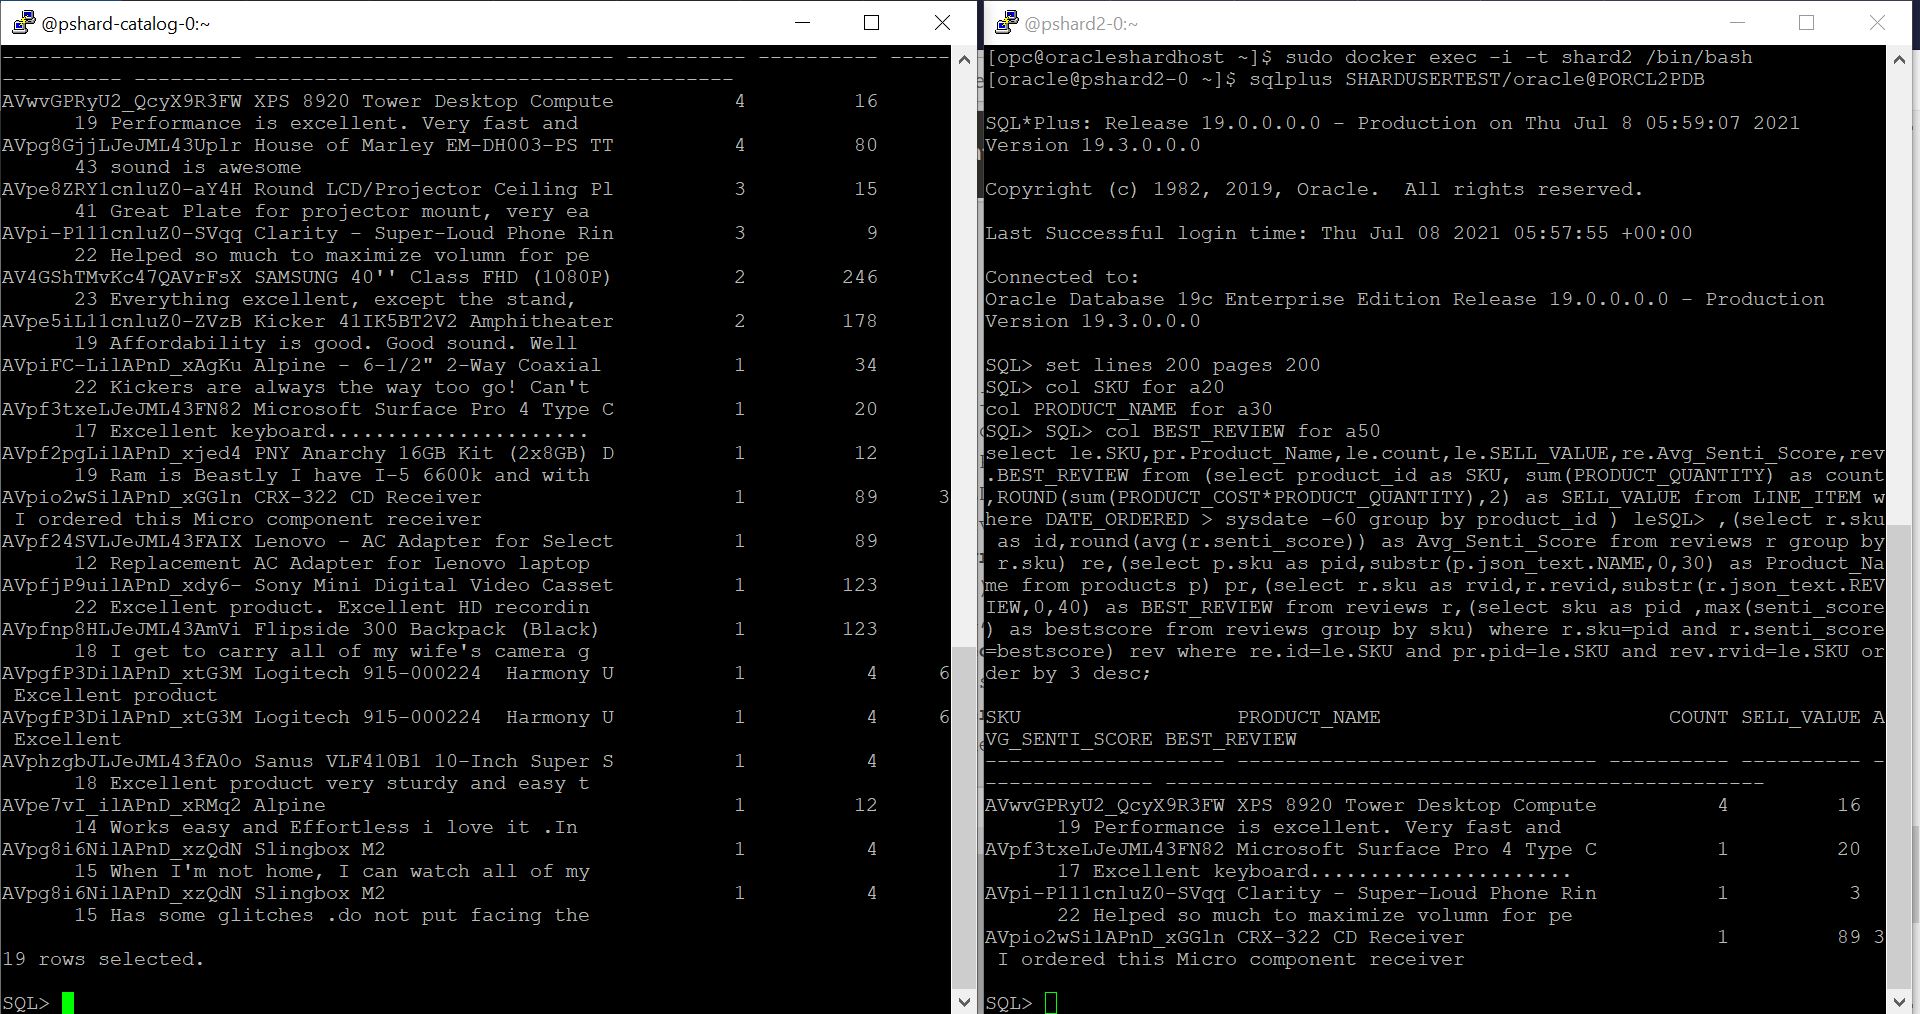 @pshard-catalog-0:~
-------------------- ------------------------------ ---------- ---------- -----
---------- --------------------------------------------------
AVwvGPRyU2_QcyX9R3FW XPS 8920 Tower Desktop Compute 4 16
19 Performance is excellent. Very fast and
AVpg8GjjLJeJML43Uplr House of Marley EM-DH003-PS TT 4 80
43 sound is awesome
AVpe8ZRY1cnluZ0-aY4H Round LCD/Projector Ceiling Pl 3 15
41 Great Plate for projector mount, very ea
AVpi-P111cnluZ0-SVqq Clarity - Super-Loud Phone Rin 3 9
22 Helped so much to maximize volumn for pe
AV4GShTMvKc47QAVrFsX SAMSUNG 40'' Class FHD (1080P) 2 246
23 Everything excellent, except the stand,
AVpe5iL11cnluZ0-ZVzB Kicker 41IK5BT2V2 Amphitheater 2 178
19 Affordability is good. Good sound. Well
AVpiFC-LilAPnD_xAgKu Alpine - 6-1/2" 2-Way Coaxial 1 34
22 Kickers are always the way too go! Can't
AVpf3txeLJeJML43FN82 Microsoft Surface Pro 4 Type C 1 20
17 Excellent keyboard......................
AVpf2pgLilAPnD_xjed4 PNY Anarchy 16GB Kit (2x8GB) D 1 12
19 Ram is Beastly I have I-5 6600k and with
AVpio2wSilAPnD_xGGln CRX-322 CD Receiver 1 89 3
I ordered this Micro component receiver
AVpf24SVLJeJML43FAIX Lenovo - AC Adapter for Select 1 89
12 Replacement AC Adapter for Lenovo laptop
AVpfjP9uilAPnD_xdy6- Sony Mini Digital Video Casset 1 123
22 Excellent product. Excellent HD recordin
AVpfnp8HLJeJML43AmVi Flipside 300 Backpack (Black) 1 123
18 I get to carry all of my wife's camera g
AVpgfP3DilAPnD_xtG3M Logitech 915-000224  Harmony U 1 4 6
Excellent product
AVpgfP3DilAPnD_xtG3M Logitech 915-000224  Harmony U 1 4 6
Excellent
AVphzgbJLJeJML43fA0o Sanus VLF410B1 10-Inch Super S 1 4
18 Excellent product very sturdy and easy t
AVpe7vI_ilAPnD_xRMq2 Alpine 1 12
14 Works easy and Effortless i love it .In
AVpg8i6NilAPnD_xzQdN Slingbox M2 1 4
15 When I'm not home, I can watch all of my
AVpg8i6NilAPnD_xzQdN Slingbox M2 1 4
15 Has some glitches .do not put facing the
19 rows selected.
SQL>
@pshard2-0:~
[opc@oracleshardhost ~]$ sudo docker exec -i -t shard2 /bin/bash
[oracle@pshard2-0 ~]$ sqlplus SHARDUSERTEST/oracle@PORCL2PDB
SQL*Plus: Release 19.0.0.0.0 - Production on Thu Jul 8 05:59:07 2021
Version 19.3.0.0.0
Copyright (c) 1982, 2019, Oracle.  All rights reserved.
Last Successful login time: Thu Jul 08 2021 05:57:55 +00:00
Connected to:
Oracle Database 19c Enterprise Edition Release 19.0.0.0.0 - Production
Version 19.3.0.0.0
SQL> set lines 200 pages 200
SQL> col SKU for a20
col PRODUCT_NAME for a30
SQL> SQL> col BEST_REVIEW for a50
select le.SKU,pr.Product_Name,le.count,le.SELL_VALUE,re.Avg_Senti_Score,rev
.BEST_REVIEW from (select product_id as SKU, sum(PRODUCT_QUANTITY) as count
,ROUND(sum(PRODUCT_COST*PRODUCT_QUANTITY),2) as SELL_VALUE from LINE_ITEM w
here DATE_ORDERED > sysdate -60 group by product_id ) leSQL> ,(select r.sku
as id,round(avg(r.senti_score)) as Avg_Senti_Score from reviews r group by
r.sku) re,(select p.sku as pid,substr(p.json_text.NAME,0,30) as Product_Na
me from products p) pr,(select r.sku as rvid,r.revid,substr(r.json_text.REV
IEW,0,40) as BEST_REVIEW from reviews r,(select sku as pid ,max(senti_score
) as bestscore from reviews group by sku) where r.sku=pid and r.senti_score
=bestscore) rev where re.id=le.SKU and pr.pid=le.SKU and rev.rvid=le.SKU or
der by 3 desc;
SKU PRODUCT_NAME COUNT SELL_VALUE A
VG_SENTI_SCORE BEST_REVIEW
-------------------- ------------------------------ ---------- ---------- -
-------------- --------------------------------------------------
AVwvGPRyU2_QcyX9R3FW XPS 8920 Tower Desktop Compute 4 16
19 Performance is excellent. Very fast and
AVpf3txeLJeJML43FN82 Microsoft Surface Pro 4 Type C 1 20
17 Excellent keyboard......................
AVpi-P111cnluZ0-SVqq Clarity - Super-Loud Phone Rin 1 3
22 Helped so much to maximize volumn for pe
AVpio2wSilAPnD_xGGln CRX-322 CD Receiver 1 89 3
I ordered this Micro component receiver
SQL>